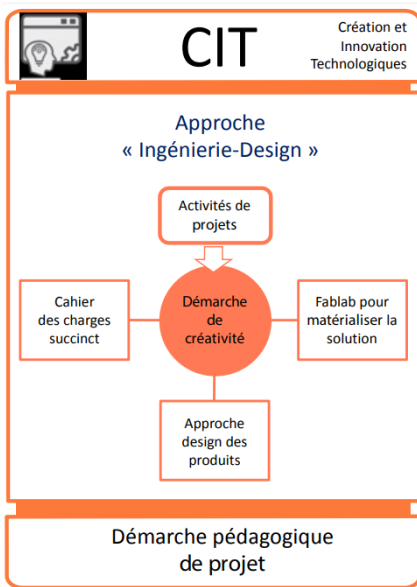 CIT
Création et
Innovation
Technologiques
Approche
« Ingénierie-Design »
Activités de
projets
Cahier
des charges
succinct
Démarche
de
créativité
Fablab pour
matérialiser la
solution
Approche
design des
produits
Démarche pédagogique
de projet